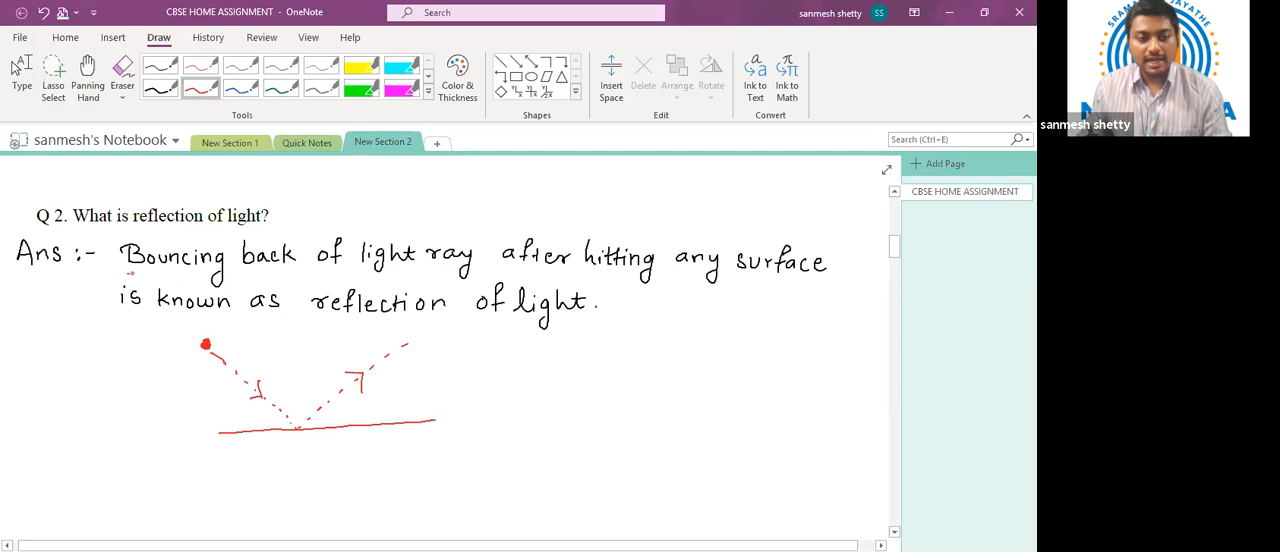 CBSE HOME ASSIGNMENT - OneNote
Search
sanmesh shetty
SS
File Home Insert Draw History Review View Help
Type
Lasso Select
Panning Hand
Eraser
Color & Thickness
Insert Space
Delete
Arrange
Rotate
Ink to Text
Ink to Math
Tools
Shapes
Edit
Convert
sanmesh shetty
sanmesh's Notebook
New Section 1
Quick Notes
New Section 2
Search (Ctrl+E)
Add Page
CBSE HOME ASSIGNMENT
Q 2. What is reflection of light?
Ans :- Bouncing back of light ray after hitting any surface
is known as reflection of light.